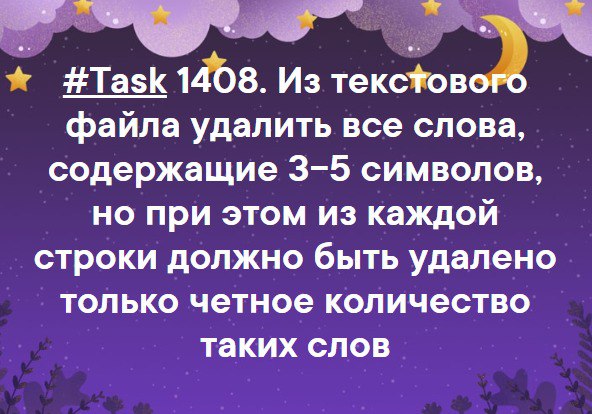 #Task 1408. Из текстового
файла удалить все слова,
содержащие 3–5 символов,
но при этом из каждой
строки должно быть удалено
только четное количество
таких слов